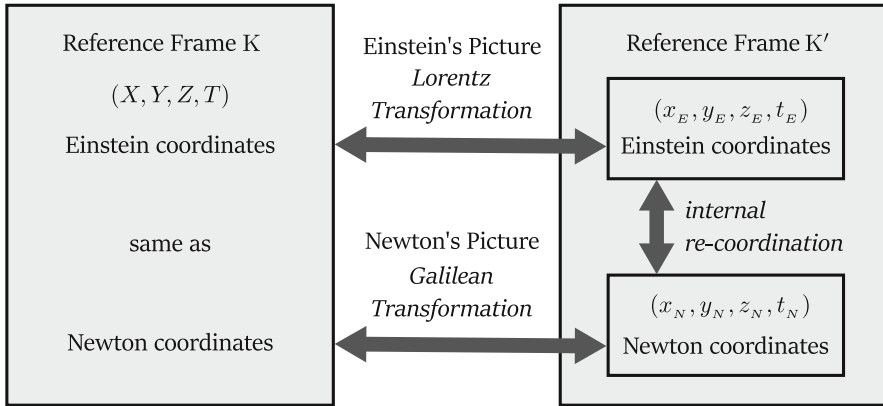 Reference Frame K
(X, Y, Z, T)
Einstein coordinates
same as
Newton coordinates
Einstein's Picture
Lorentz
Transformation
Newton's Picture
Galilean
Transformation
Reference Frame K′
(x_E, y_E, z_E, t_E)
Einstein coordinates
internal
re-coordination
(x_N, y_N, z_N, t_N)
Newton coordinates